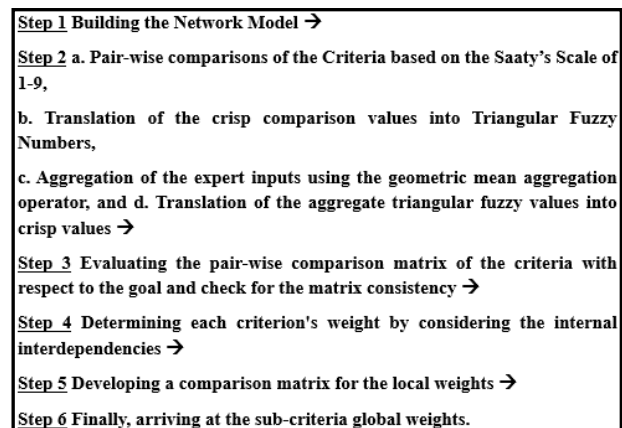 Step 1 Building the Network Model →
Step 2 a. Pair-wise comparisons of the Criteria based on the Saaty’s Scale of
1-9,
b. Translation of the crisp comparison values into Triangular Fuzzy
Numbers,
c. Aggregation of the expert inputs using the geometric mean aggregation
operator, and d. Translation of the aggregate triangular fuzzy values into
crisp values →
Step 3 Evaluating the pair-wise comparison matrix of the criteria with
respect to the goal and check for the matrix consistency →
Step 4 Determining each criterion's weight by considering the internal
interdependencies →
Step 5 Developing a comparison matrix for the local weights →
Step 6 Finally, arriving at the sub-criteria global weights.